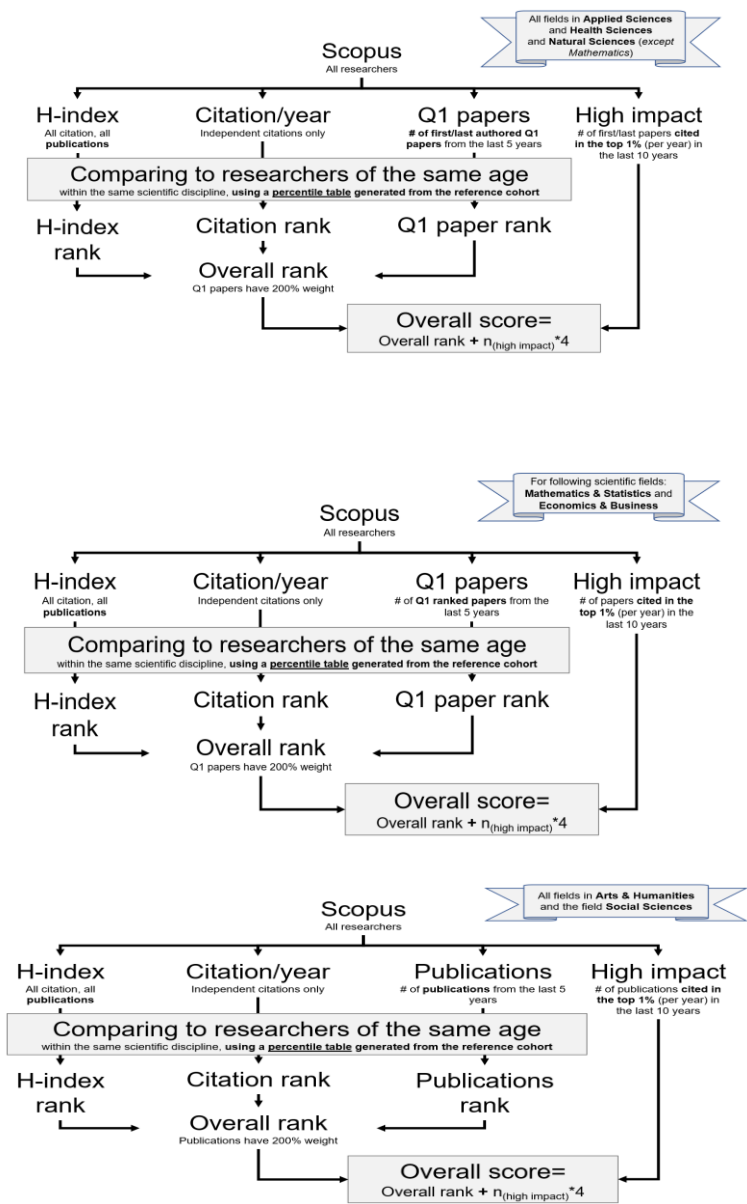 All fields in Applied Sciences
and Health Sciences
and Natural Sciences (except
Mathematics)
Scopus
All researchers
H-index
All citation, all
publications
Citation/year
Independent citations only
Q1 papers
# of first/last authored Q1
papers from the last 5 years
High impact
# of first/last papers cited
in the top 1% (per year) in
the last 10 years
Comparing to researchers of the same age
within the same scientific discipline, using a percentile table generated from the reference cohort
H-index
rank
Citation rank
Q1 paper rank
Overall rank
Q1 papers have 200% weight
Overall score=
Overall rank + n(high impact)*4
For following scientific fields:
Mathematics & Statistics and
Economics & Business
Scopus
All researchers
H-index
All citation, all
publications
Citation/year
Independent citations only
Q1 papers
# of Q1 ranked papers from the
last 5 years
High impact
# of papers cited in the
top 1% (per year) in the
last 10 years
Comparing to researchers of the same age
within the same scientific discipline, using a percentile table generated from the reference cohort
H-index
rank
Citation rank
Q1 paper rank
Overall rank
Q1 papers have 200% weight
Overall score=
Overall rank + n(high impact)*4
All fields in Arts & Humanities
and the field Social Sciences
Scopus
All researchers
H-index
All citation, all
publications
Citation/year
Independent citations only
Publications
# of publications from the last 5
years
High impact
# of publications cited in
the top 1% (per year) in
the last 10 years
Comparing to researchers of the same age
within the same scientific discipline, using a percentile table generated from the reference cohort
H-index
rank
Citation rank
Publications
rank
Overall rank
Publications have 200% weight
Overall score=
Overall rank + n(high impact)*4